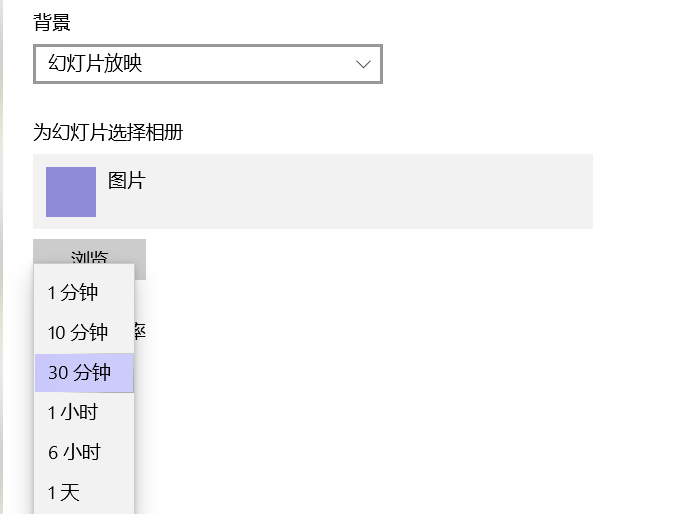 背景
幻灯片放映
为幻灯片选择相册
图片
浏览
1 分钟
10 分钟
率
30 分钟
1 小时
6 小时
1 天